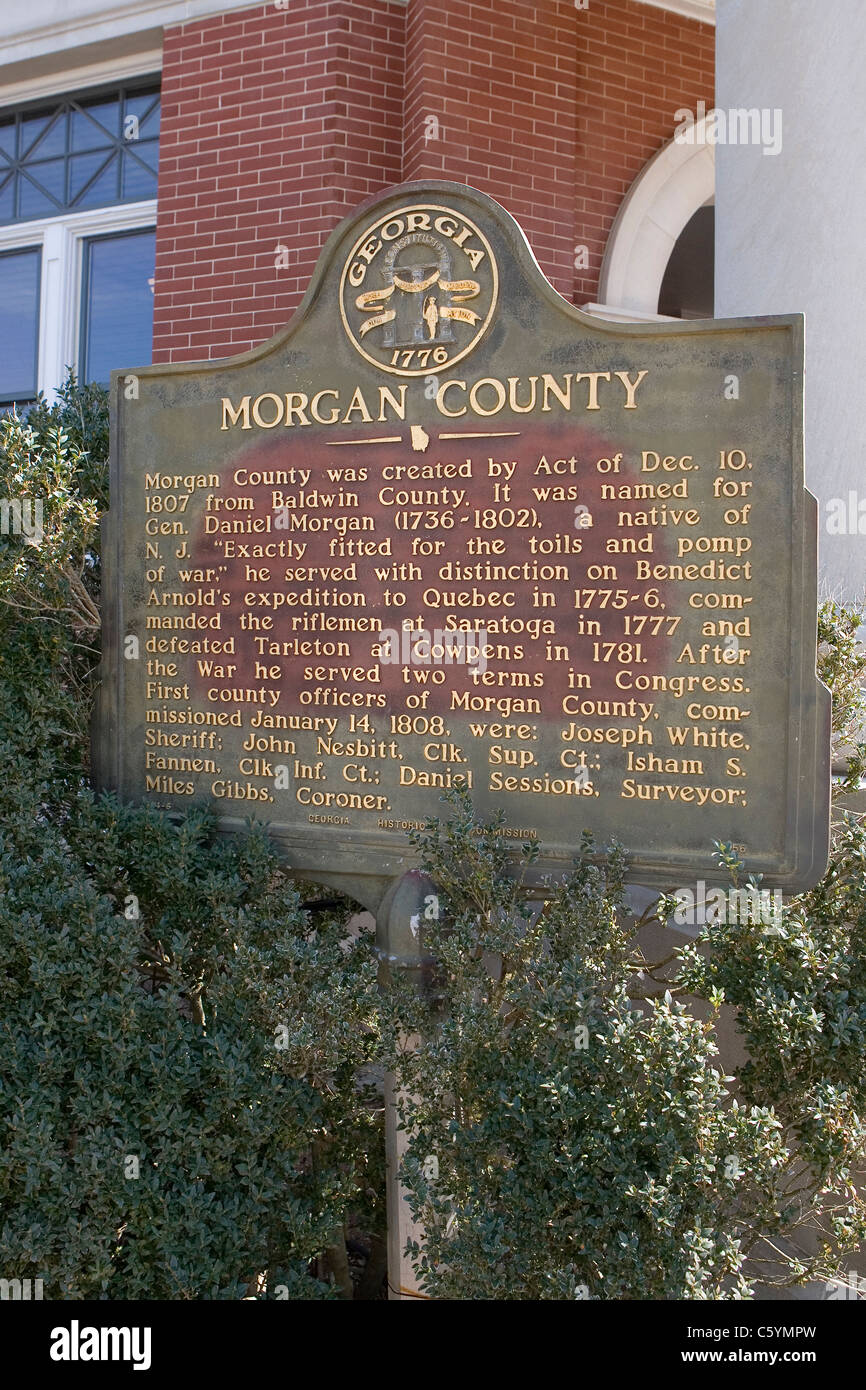 GEORGIA
CONSTITUTION
1776
MORGAN COUNTY
Morgan County was created by Act of Dec. 10,
1807 from Baldwin County. It was named for
Gen. Daniel Morgan (1736-1802), a native of
N. J. "Exactly fitted for the toils and pomp
of war," he served with distinction on Benedict
Arnold's expedition to Quebec in 1775-6, com-
manded the riflemen at Saratoga in 1777 and
defeated Tarleton at Cowpens in 1781. After
the War he served two terms in Congress.
First county officers of Morgan County, com-
missioned January 14, 1808, were: Joseph White,
Sheriff; John Nesbitt, Clk. Sup. Ct.; Isham S.
Fannen, Clk. Inf. Ct.; Daniel Sessions, Surveyor;
Miles Gibbs, Coroner.
GEORGIA
alamy
Image ID: C5YMPW
www.alamy.com